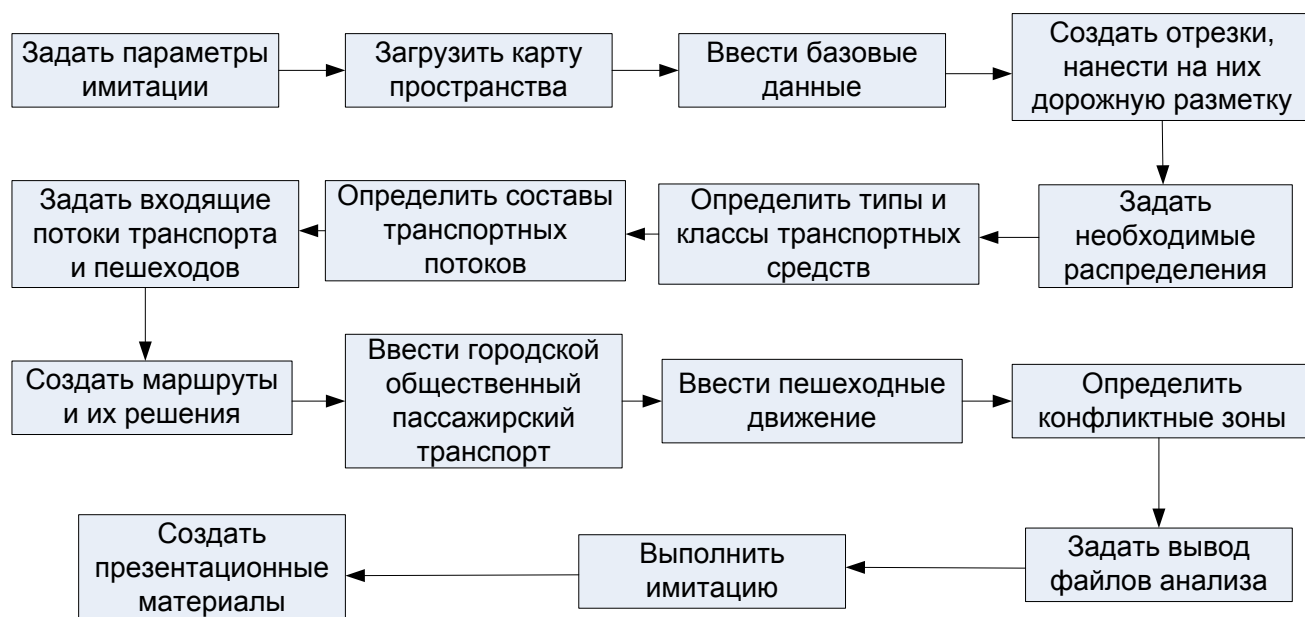 Задать параметры
имитации
Загрузить карту
пространства
Ввести базовые
данные
Создать отрезки,
нанести на них
дорожную разметку
Задать
необходимые
распределения
Определить типы и
классы транспортных
средств
Определить составы
транспортных
потоков
Задать входящие
потоки транспорта
и пешеходов
Создать маршруты
и их решения
Ввести городской
общественный
пассажирский
транспорт
Ввести пешеходные
движение
Определить
конфликтные зоны
Задать вывод
файлов анализа
Выполнить
имитацию
Создать
презентационные
материалы